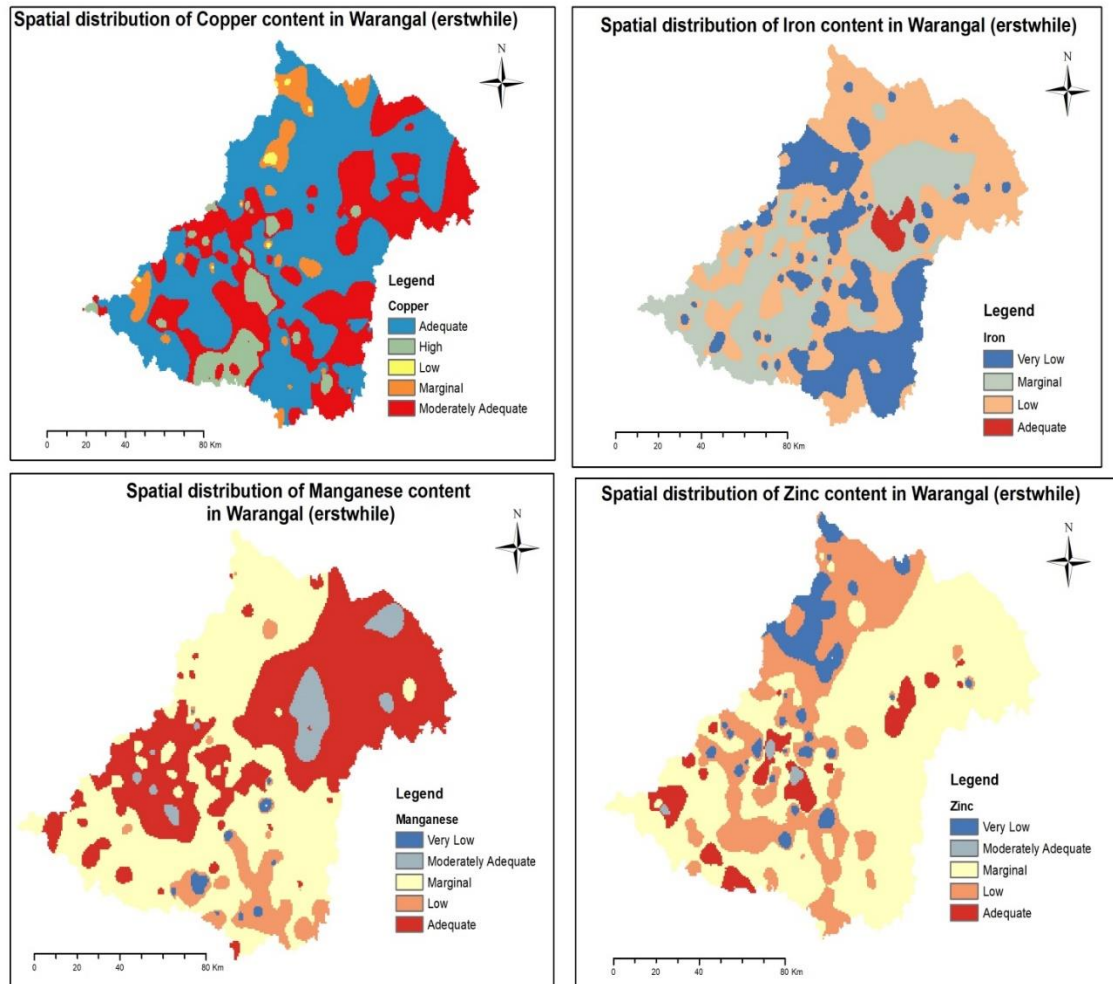 Spatial distribution of Copper content in Warangal (erstwhile)
N
Legend
Copper
Adequate
High
Low
Marginal
Moderately Adequate
0 20 40 80 Km
Spatial distribution of Iron content in Warangal (erstwhile)
N
Legend
Iron
Very Low
Marginal
Low
Adequate
0 20 40 80 Km
Spatial distribution of Manganese content
in Warangal (erstwhile)
N
Legend
Manganese
Very Low
Moderately Adequate
Marginal
Low
Adequate
0 20 40 80 Km
Spatial distribution of Zinc content in Warangal (erstwhile)
N
Legend
Zinc
Very Low
Moderately Adequate
Marginal
Low
Adequate
0 20 40 80 Km